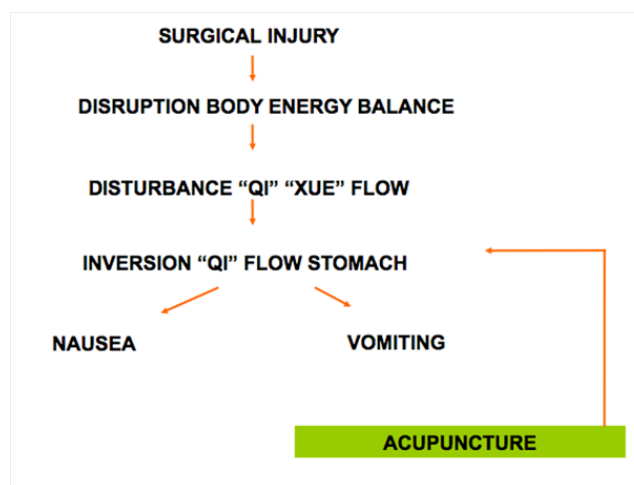 SURGICAL INJURY
DISRUPTION BODY ENERGY BALANCE
DISTURBANCE “QI” “XUE” FLOW
INVERSION “QI” FLOW STOMACH
NAUSEA
VOMITING
ACUPUNCTURE